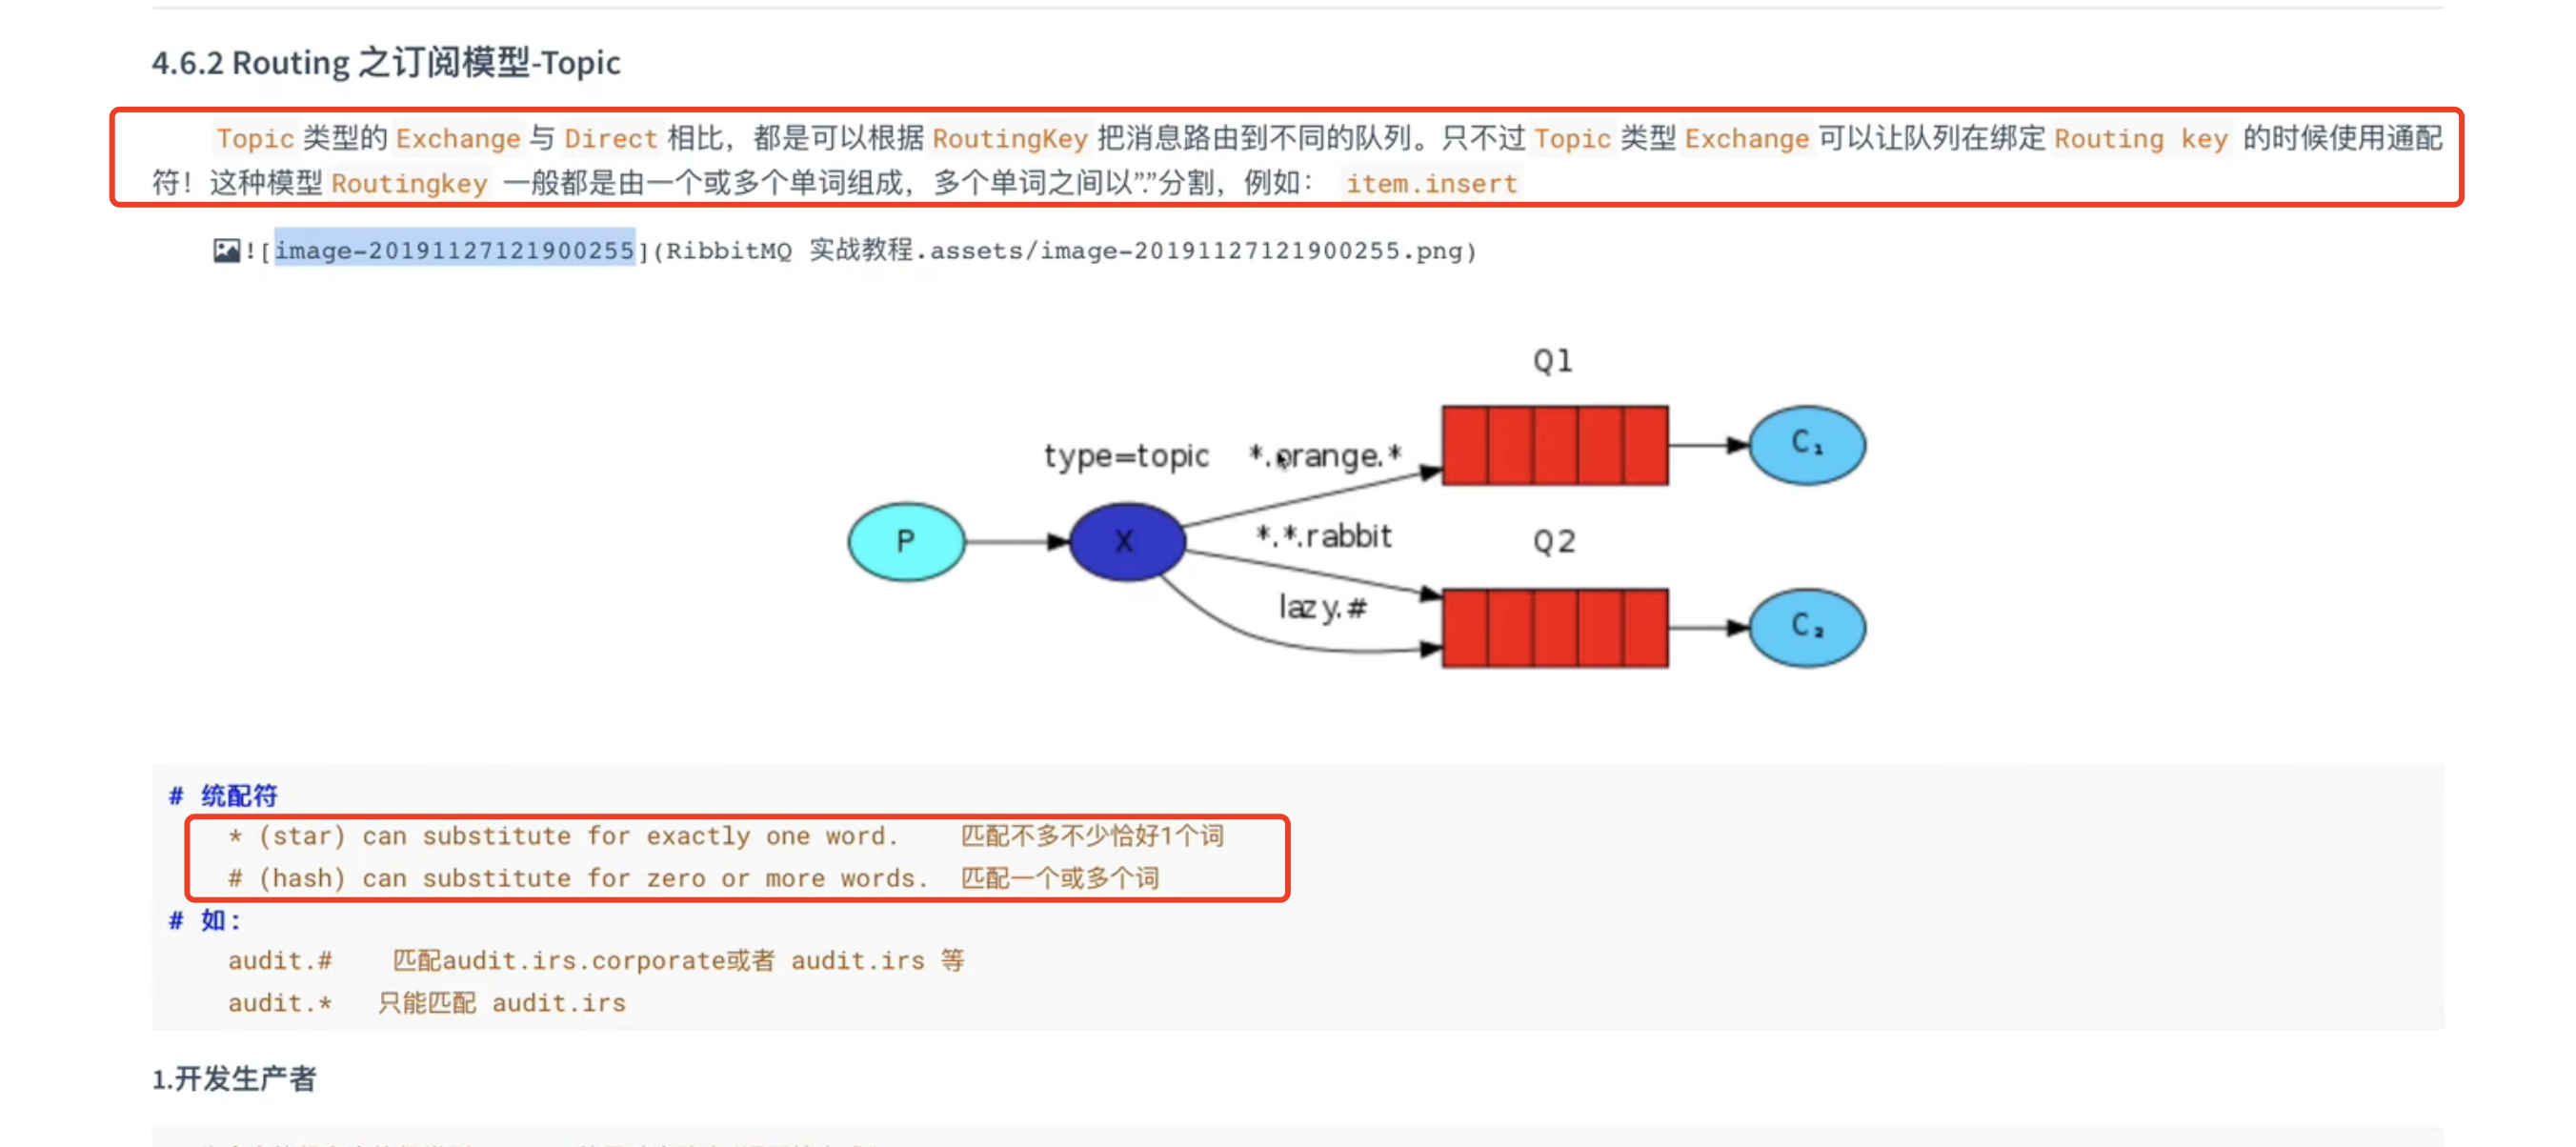 4.6.2 Routing 之订阅模型-Topic
Topic 类型的 Exchange 与 Direct 相比，都是可以根据 RoutingKey 把消息路由到不同的队列。只不过 Topic 类型 Exchange 可以让队列在绑定 Routing key 的时候使用通配
符！这种模型 Routingkey 一般都是由一个或多个单词组成，多个单词之间以”.”分割，例如： item.insert
![image-20191127121900255](RibbitMQ 实战教程.assets/image-20191127121900255.png)
Q1
type=topic *.orange.*
C₁
P
X
*.*.rabbit
Q2
lazy.#
C₂
# 统配符
* (star) can substitute for exactly one word. 匹配不多不少恰好1个词
# (hash) can substitute for zero or more words. 匹配一个或多个词
# 如:
audit.# 匹配audit.irs.corporate或者 audit.irs 等
audit.* 只能匹配 audit.irs
1.开发生产者